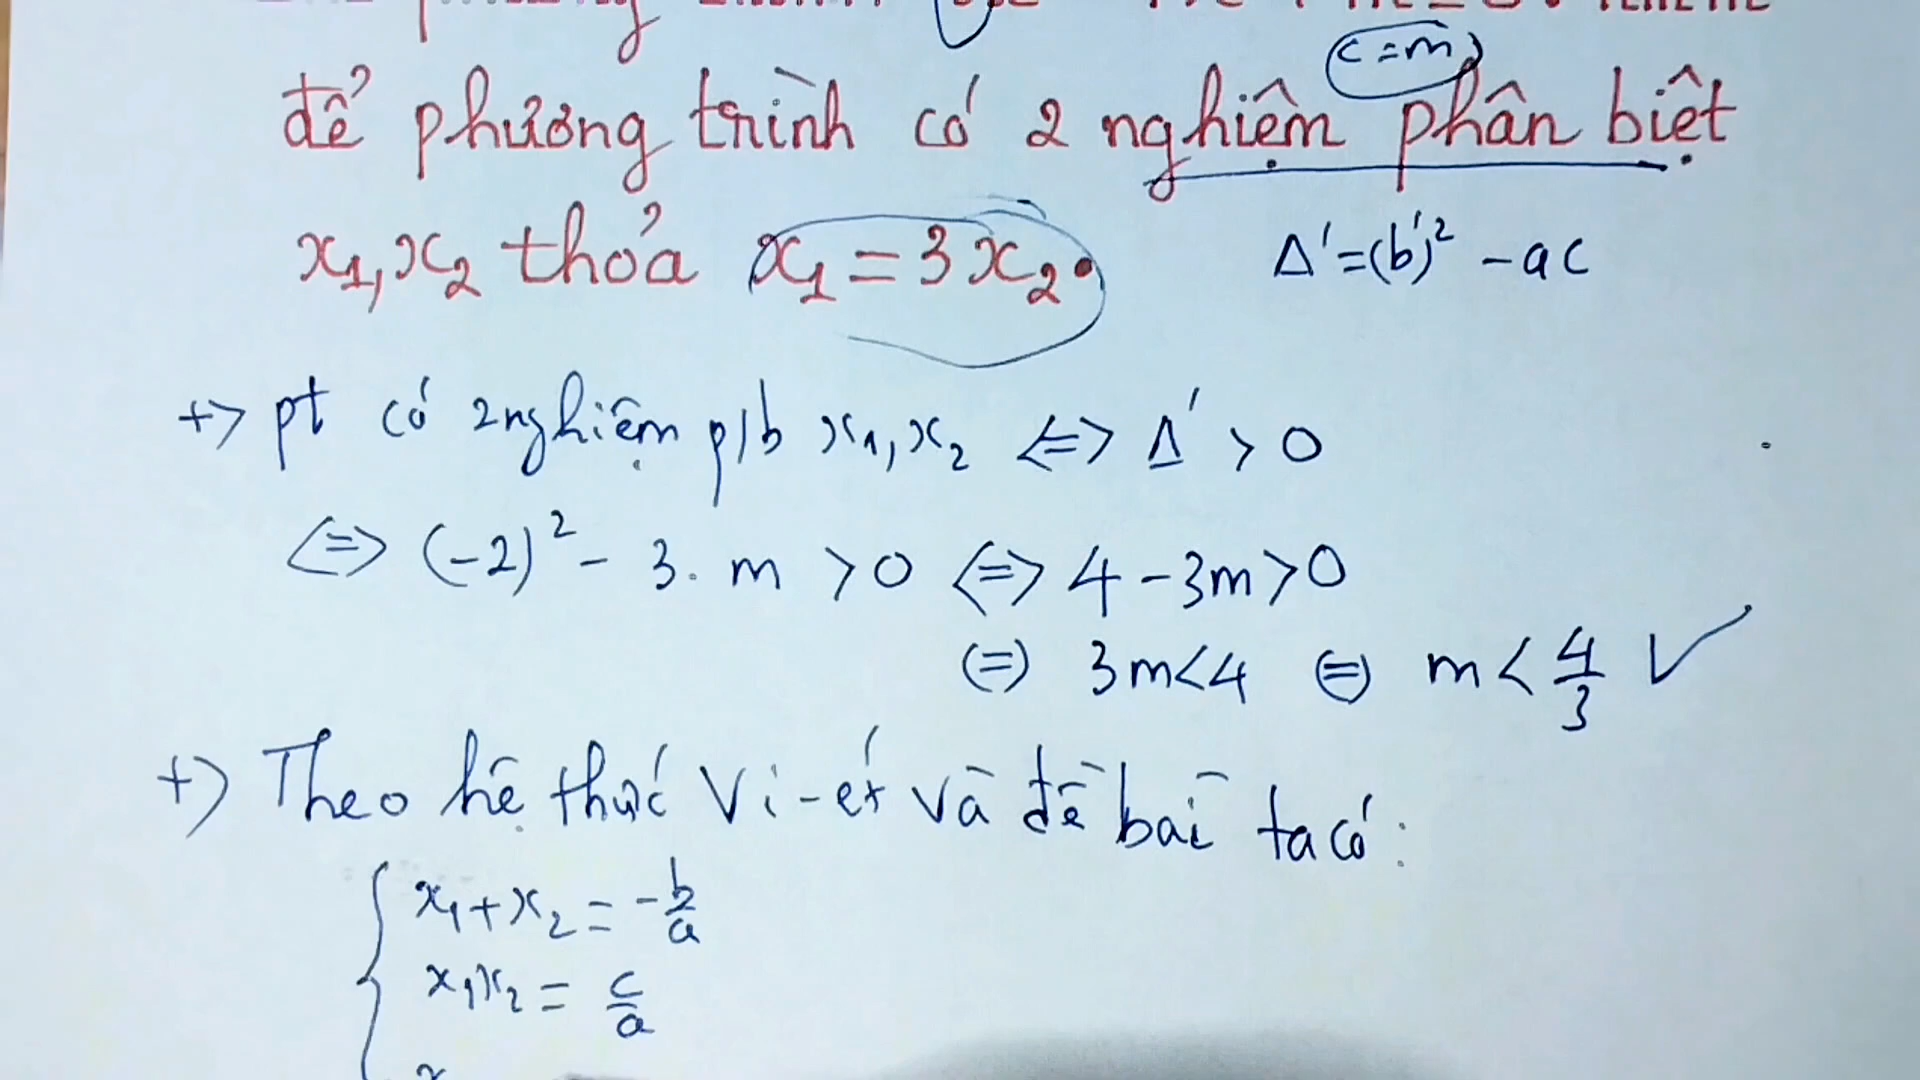 c = m
để phương trình có 2 nghiệm phân biệt
x₁, x₂ thỏa x₁ = 3x₂.
Δ' = (b')² - ac
+> pt có 2 nghiệm p/b x₁, x₂ <=> Δ' > 0
<=> (-2)² - 3. m > 0 <=> 4 - 3m > 0
<=> 3m < 4 <=> m < 4/3 ✓
+) Theo hệ thức Vi-ét và đề bài ta có:
x₁ + x₂ = - b/a
x₁x₂ = c/a